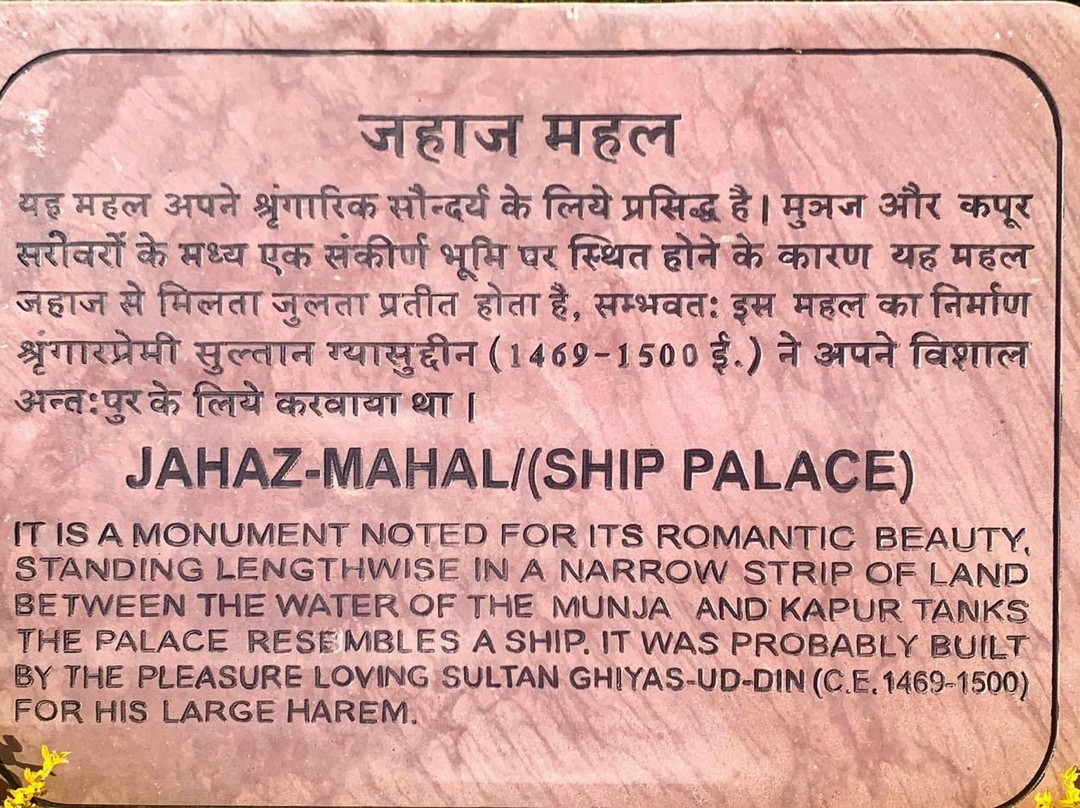 जहाज महल
यह महल अपने श्रृंगारिक सौन्दर्य के लिये प्रसिद्ध है। मुञज और कपूर
सरोवरों के मध्य एक संकीर्ण भूमि पर स्थित होने के कारण यह महल
जहाज से मिलता जुलता प्रतीत होता है, सम्भवतः इस महल का निर्माण
श्रृंगारप्रेमी सुल्तान ग्यासुद्दीन (1469-1500 ई.) ने अपने विशाल
अन्तःपुर के लिये करवाया था।
JAHAZ-MAHAL/(SHIP PALACE)
IT IS A MONUMENT NOTED FOR ITS ROMANTIC BEAUTY,
STANDING LENGTHWISE IN A NARROW STRIP OF LAND
BETWEEN THE WATER OF THE MUNJA AND KAPUR TANKS
THE PALACE RESEMBLES A SHIP. IT WAS PROBABLY BUILT
BY THE PLEASURE LOVING SULTAN GHIYAS-UD-DIN (C.E. 1469-1500)
FOR HIS LARGE HAREM.